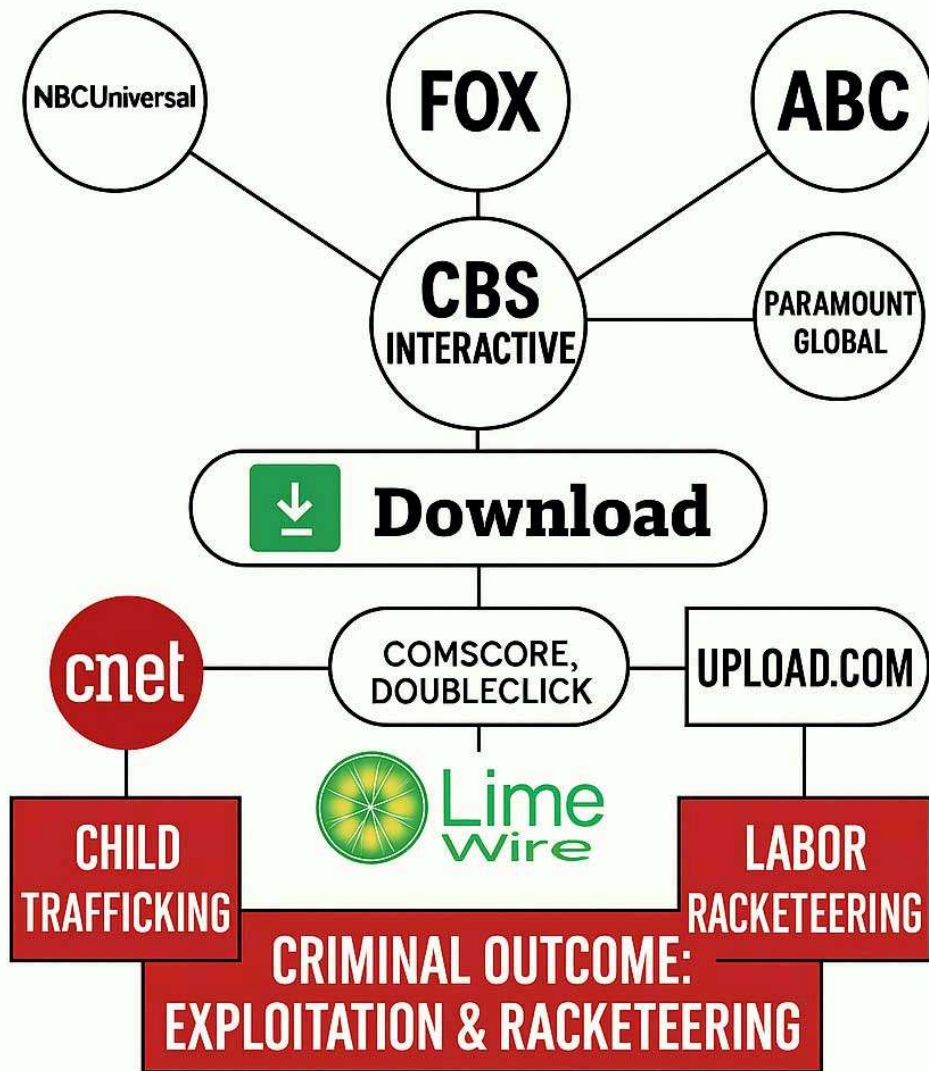 NBCUniversal
FOX
ABC
CBS
INTERACTIVE
PARAMOUNT
GLOBAL
Download
cnet
COMSCORE,
DOUBLECLICK
UPLOAD.COM
Lime
Wire
CHILD
TRAFFICKING
LABOR
RACKETEERING
CRIMINAL OUTCOME:
EXPLOITATION & RACKETEERING